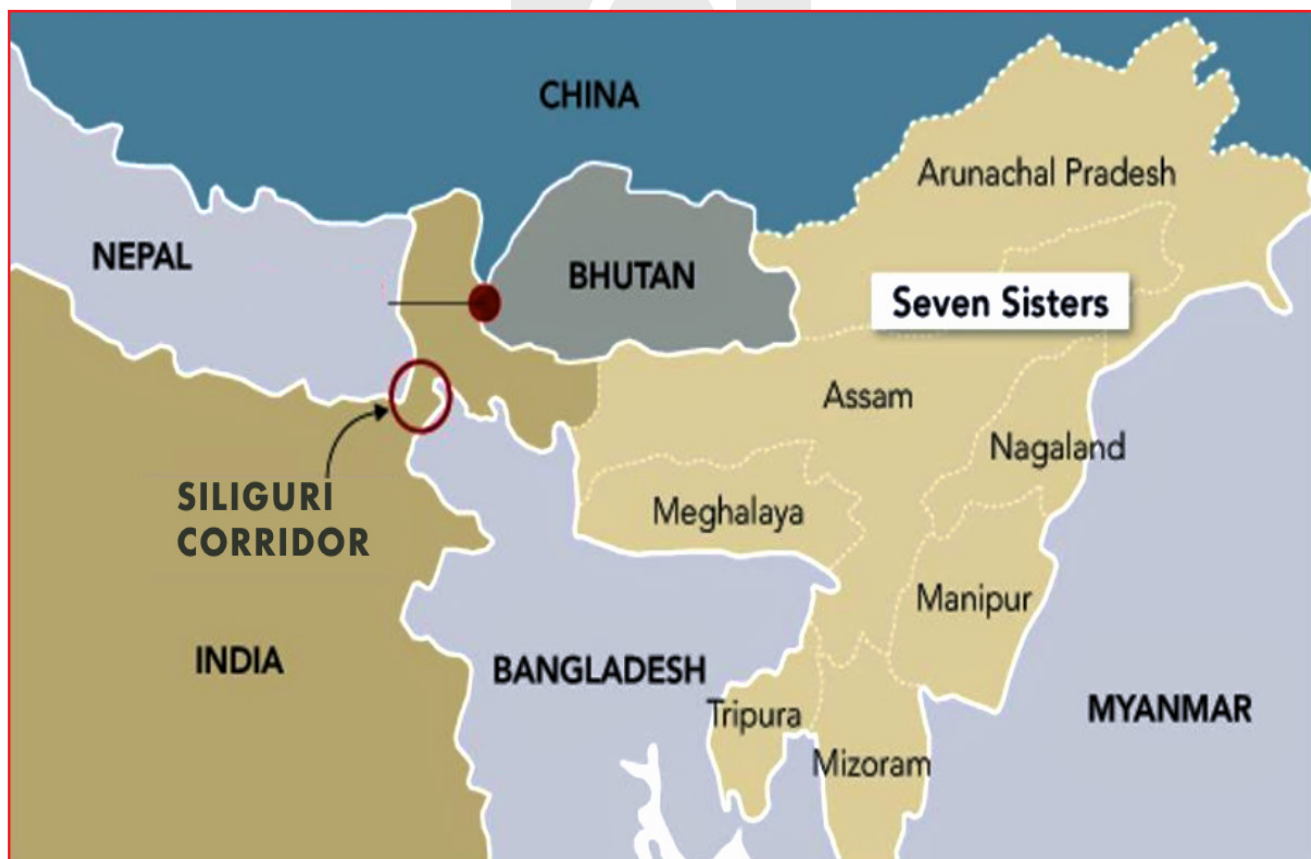 CHINA
Arunachal Pradesh
NEPAL
BHUTAN
Seven Sisters
Assam
Nagaland
SILIGURI
CORRIDOR
Meghalaya
Manipur
INDIA
BANGLADESH
Tripura
MYANMAR
Mizoram